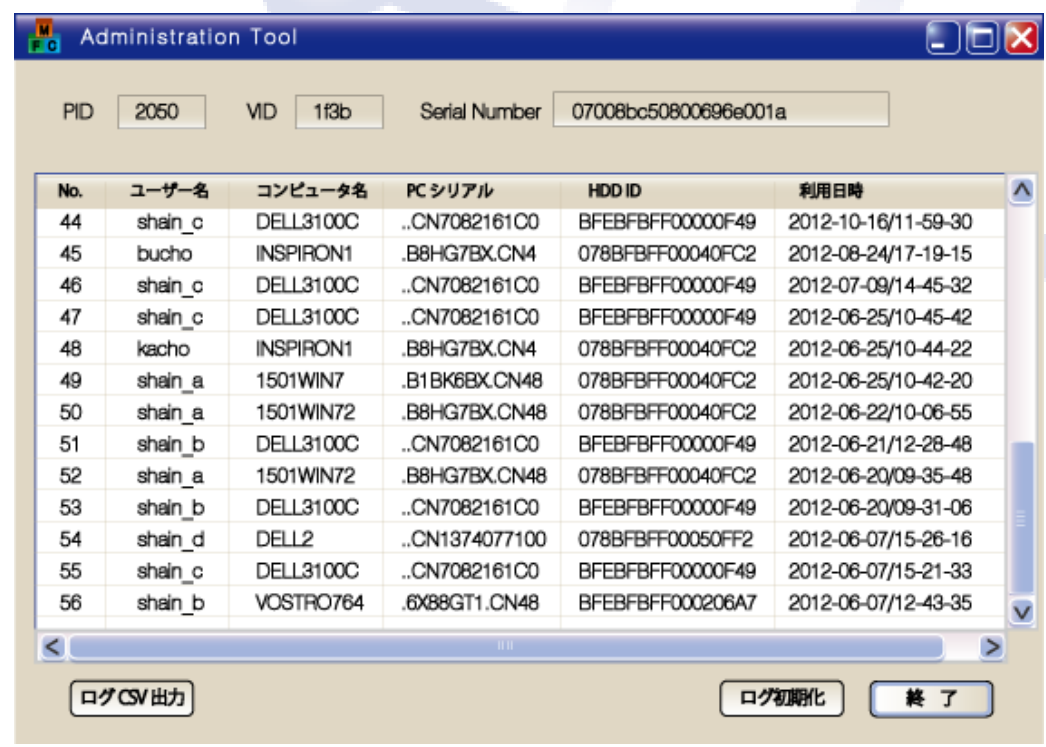 MFC Administration Tool
PID 2050 VID 1f3b Serial Number 07008bc50800696e001a
No. ユーザー名 コンピュータ名 PCシリアル HDD ID 利用日時
44 shain_c DELL3100C ..CN7082161C0 BFEBFBFF00000F49 2012-10-16/11-59-30
45 bucho INSPIRON1 .B8HG7BX.CN4 078BFBFF00040FC2 2012-08-24/17-19-15
46 shain_c DELL3100C ..CN7082161C0 BFEBFBFF00000F49 2012-07-09/14-45-32
47 shain_c DELL3100C ..CN7082161C0 BFEBFBFF00000F49 2012-06-25/10-45-42
48 kacho INSPIRON1 .B8HG7BX.CN4 078BFBFF00040FC2 2012-06-25/10-44-22
49 shain_a 1501WIN7 .B1BK6BX.CN48 078BFBFF00040FC2 2012-06-25/10-42-20
50 shain_a 1501WIN72 .B8HG7BX.CN48 078BFBFF00040FC2 2012-06-22/10-06-55
51 shain_b DELL3100C ..CN7082161C0 BFEBFBFF00000F49 2012-06-21/12-28-48
52 shain_a 1501WIN72 .B8HG7BX.CN48 078BFBFF00040FC2 2012-06-20/09-35-48
53 shain_b DELL3100C ..CN7082161C0 BFEBFBFF00000F49 2012-06-20/09-31-06
54 shain_d DELL2 ..CN1374077100 078BFBFF00050FF2 2012-06-07/15-26-16
55 shain_c DELL3100C ..CN7082161C0 BFEBFBFF00000F49 2012-06-07/15-21-33
56 shain_b VOSTRO764 .6X88GT1.CN48 BFEBFBFF000206A7 2012-06-07/12-43-35
ログCSV出力 ログ初期化 終 了